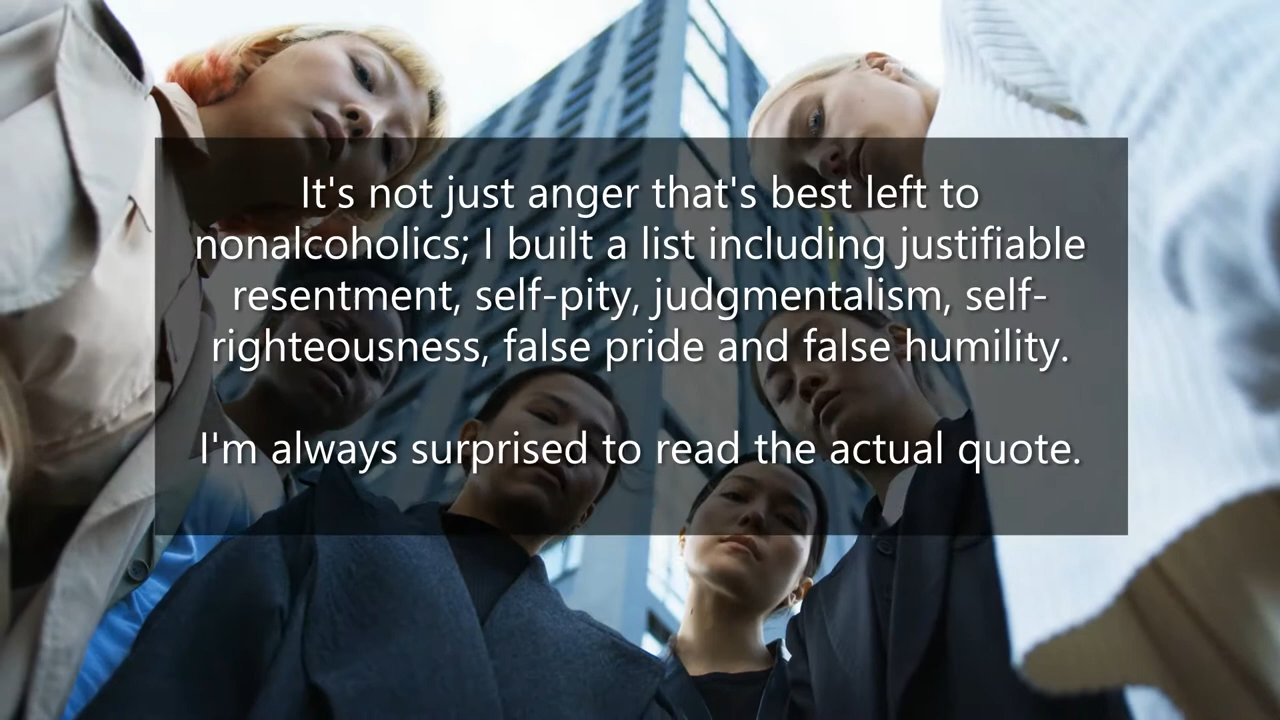 It's not just anger that's best left to
nonalcoholics; I built a list including justifiable
resentment, self-pity, judgmentalism, self-
righteousness, false pride and false humility.
I'm always surprised to read the actual quote.